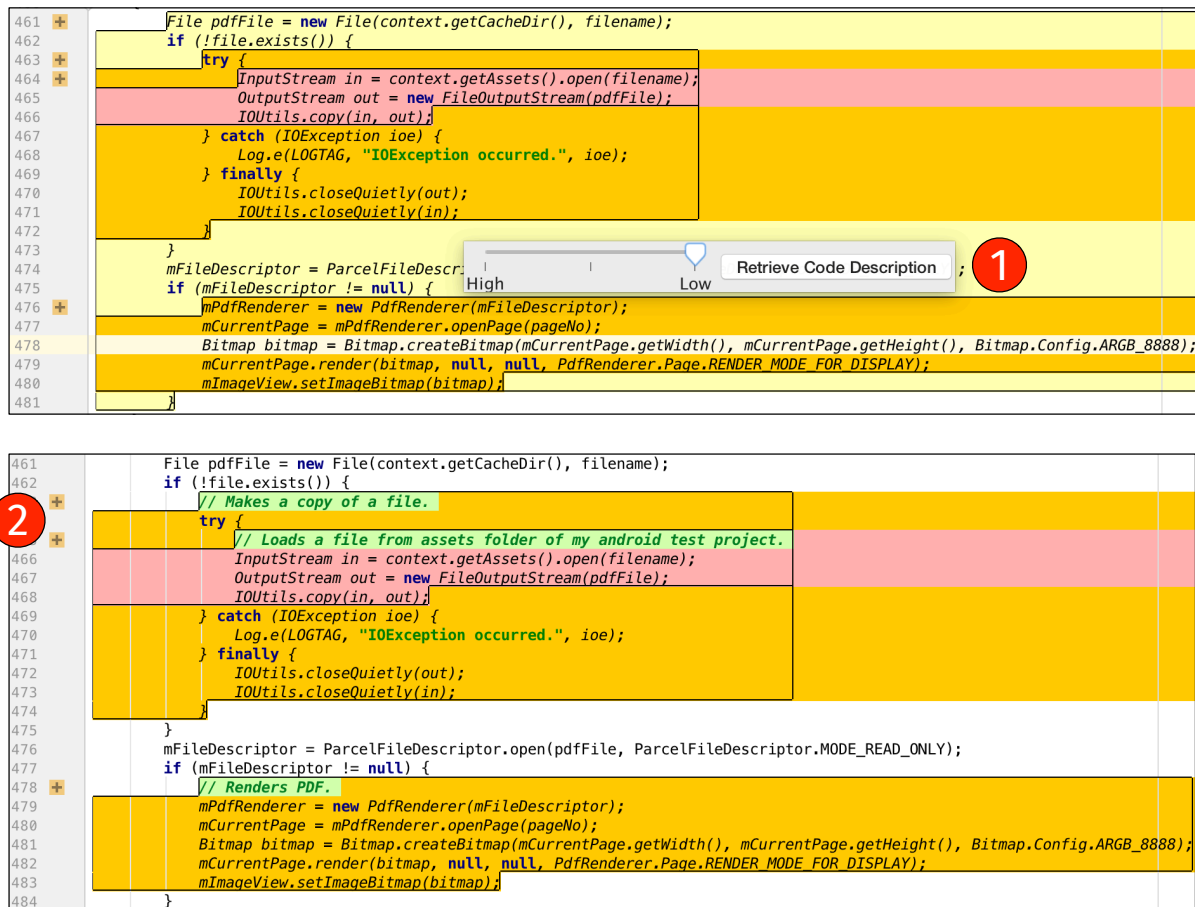 461 + File pdfFile = new File(context.getCacheDir(), filename);
462 if (!file.exists()) {
463 + try {
464 + InputStream in = context.getAssets().open(filename);
465 OutputStream out = new FileOutputStream(pdfFile);
466 IOUtils.copy(in, out);
467 } catch (IOException ioe) {
468 Log.e(LOGTAG, "IOException occurred.", ioe);
469 } finally {
470 IOUtils.closeQuietly(out);
471 IOUtils.closeQuietly(in);
472 }
473 }
474 mFileDescriptor = ParcelFileDescri ;
High Low Retrieve Code Description 1
475 if (mFileDescriptor != null) {
476 + mPdfRenderer = new PdfRenderer(mFileDescriptor);
477 mCurrentPage = mPdfRenderer.openPage(pageNo);
478 Bitmap bitmap = Bitmap.createBitmap(mCurrentPage.getWidth(), mCurrentPage.getHeight(), Bitmap.Config.ARGB_8888);
479 mCurrentPage.render(bitmap, null, null, PdfRenderer.Page.RENDER_MODE_FOR_DISPLAY);
480 mImageView.setImageBitmap(bitmap);
481 }
461 File pdfFile = new File(context.getCacheDir(), filename);
462 if (!file.exists()) {
+ // Makes a copy of a file.
2 try {
+ // Loads a file from assets folder of my android test project.
466 InputStream in = context.getAssets().open(filename);
467 OutputStream out = new FileOutputStream(pdfFile);
468 IOUtils.copy(in, out);
469 } catch (IOException ioe) {
470 Log.e(LOGTAG, "IOException occurred.", ioe);
471 } finally {
472 IOUtils.closeQuietly(out);
473 IOUtils.closeQuietly(in);
474 }
475 }
476 mFileDescriptor = ParcelFileDescriptor.open(pdfFile, ParcelFileDescriptor.MODE_READ_ONLY);
477 if (mFileDescriptor != null) {
478 + // Renders PDF.
479 mPdfRenderer = new PdfRenderer(mFileDescriptor);
480 mCurrentPage = mPdfRenderer.openPage(pageNo);
481 Bitmap bitmap = Bitmap.createBitmap(mCurrentPage.getWidth(), mCurrentPage.getHeight(), Bitmap.Config.ARGB_8888);
482 mCurrentPage.render(bitmap, null, null, PdfRenderer.Page.RENDER_MODE_FOR_DISPLAY);
483 mImageView.setImageBitmap(bitmap);
484 }